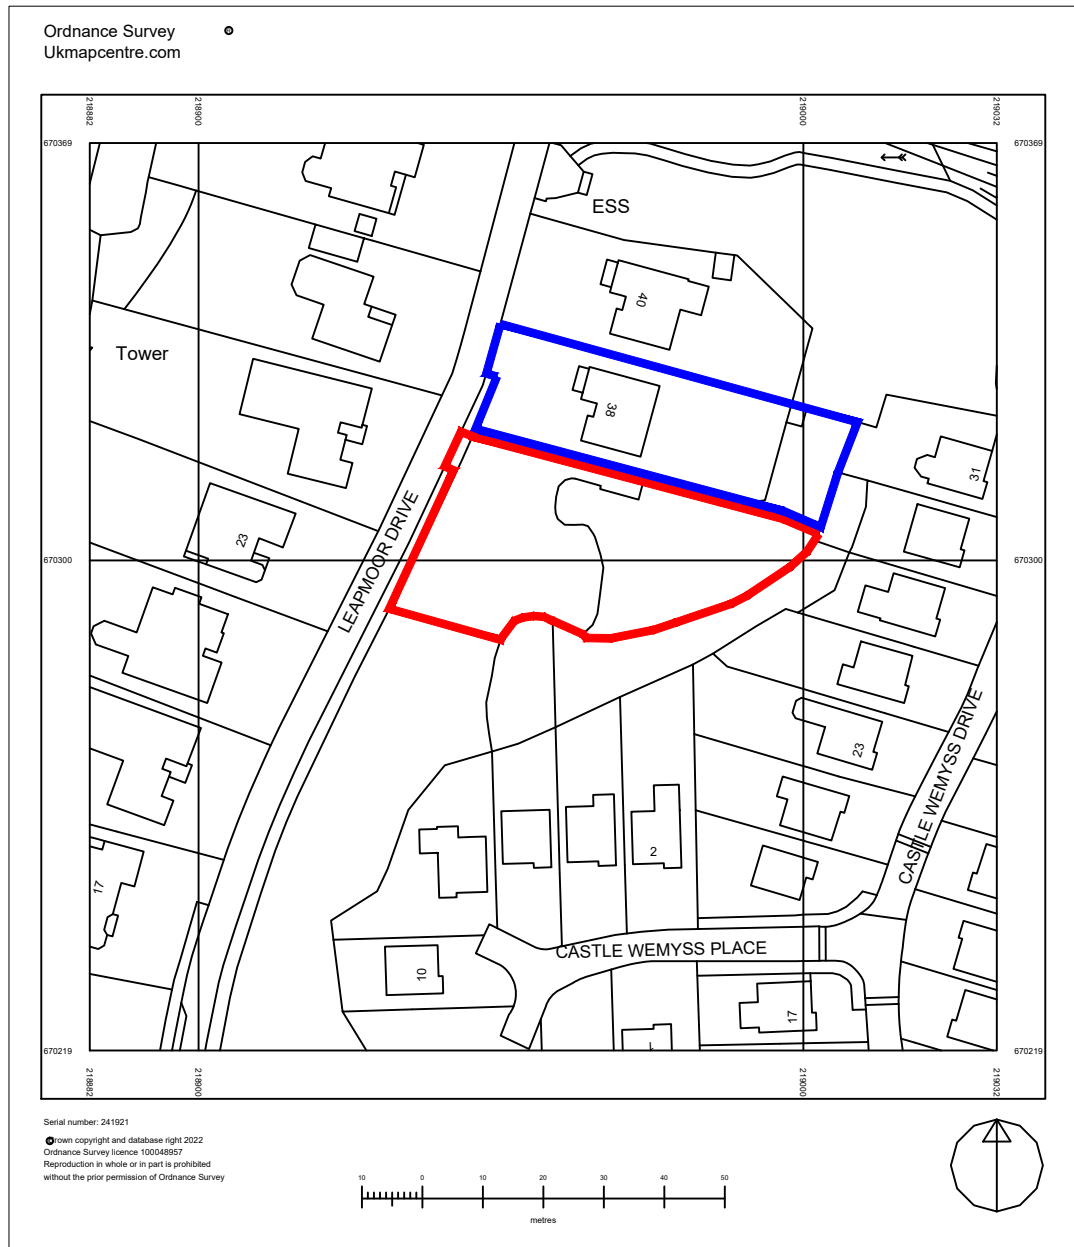 Ordnance Survey
Ukmapcentre.com
218882
218900
219000
219032
670369
670369
ESS
40
Tower
38
31
LEAPMOOR DRIVE
23
670300
670300
CASTLE WEMYSS DRIVE
23
2
17
CASTLE WEMYSS PLACE
10
17
670219
670219
218882
218900
219000
219032
Serial number: 241921
rown copyright and database right 2022
Ordnance Survey licence 100048957
Reproduction in whole or in part is prohibited
without the prior permission of Ordnance Survey
10 0 10 20 30 40 50
metres